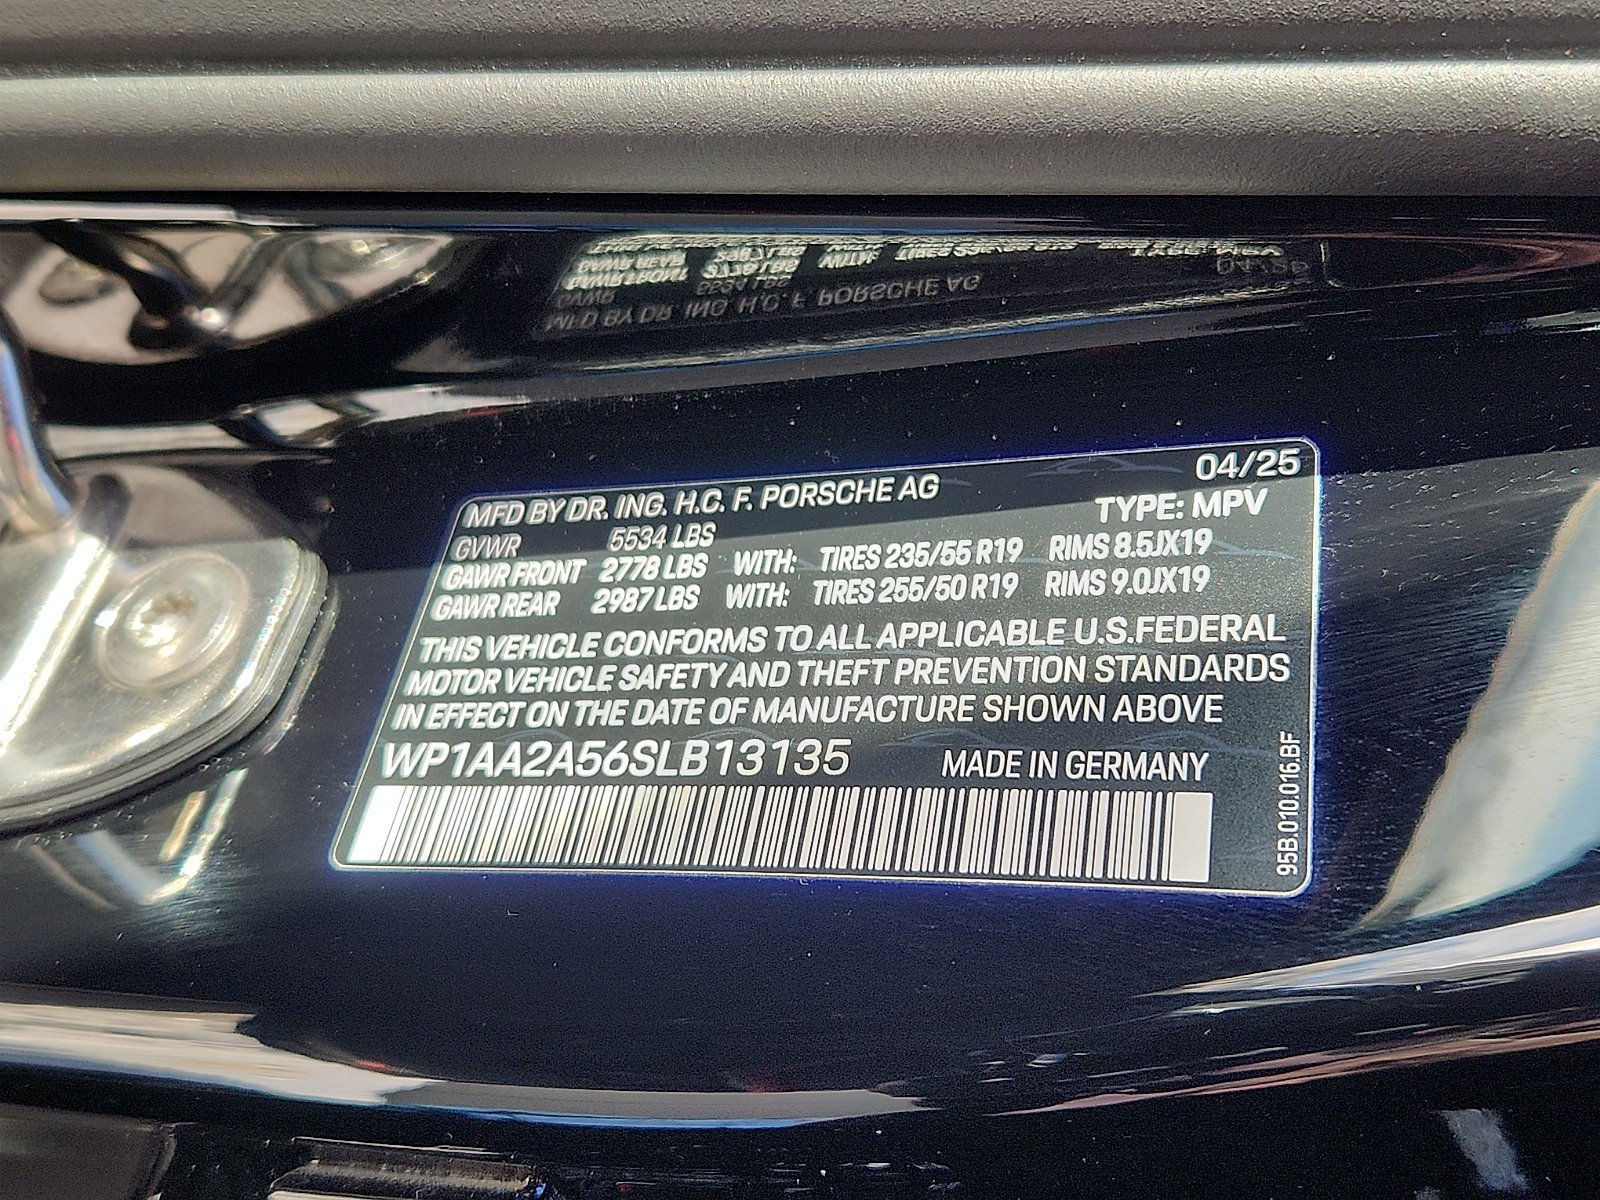 MFD BY DR. ING. H.C. F. PORSCHE AG 04/25
GVWR 5534 LBS TYPE: MPV
GAWR FRONT 2778 LBS WITH: TIRES 235/55 R19 RIMS 8.5JX19
GAWR REAR 2987 LBS WITH: TIRES 255/50 R19 RIMS 9.0JX19
THIS VEHICLE CONFORMS TO ALL APPLICABLE U.S.FEDERAL
MOTOR VEHICLE SAFETY AND THEFT PREVENTION STANDARDS
IN EFFECT ON THE DATE OF MANUFACTURE SHOWN ABOVE
WP1AA2A56SLB13135 MADE IN GERMANY
95B.010.016.BF